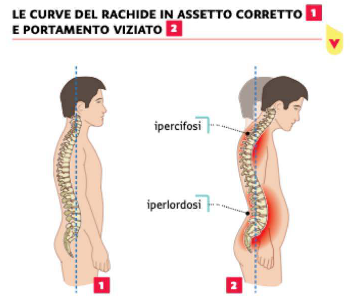 LE CURVE DEL RACHIDE IN ASSETTO CORRETTO 1
E PORTAMENTO VIZIATO 2
ipercifosi
iperlordosi
1
2